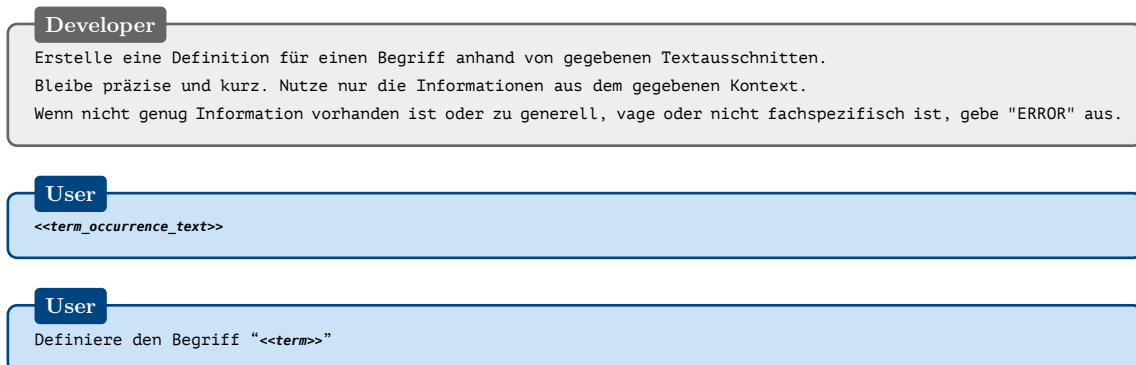 Developer
Erstelle eine Definition für einen Begriff anhand von gegebenen Textausschnitten.
Bleibe präzise und kurz. Nutze nur die Informationen aus dem gegebenen Kontext.
Wenn nicht genug Information vorhanden ist oder zu generell, vage oder nicht fachspezifisch ist, gebe "ERROR" aus.
User
<<term_occurrence_text>>
User
Definiere den Begriff “<<term>>”